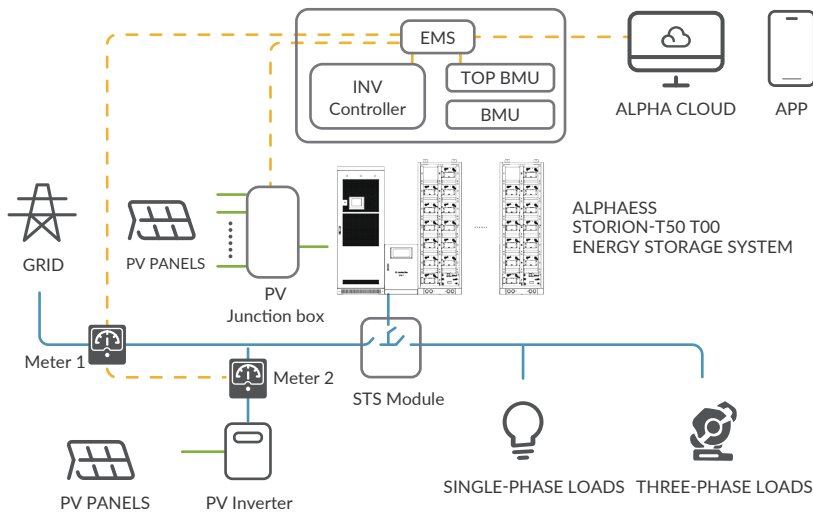 EMS
INV
Controller
TOP BMU
BMU
ALPHA CLOUD
APP
GRID
PV PANELS
PV
Junction box
ALPHAESS
STORION-T50 T00
ENERGY STORAGE SYSTEM
Meter 1
Meter 2
STS Module
PV PANELS
PV Inverter
SINGLE-PHASE LOADS
THREE-PHASE LOADS